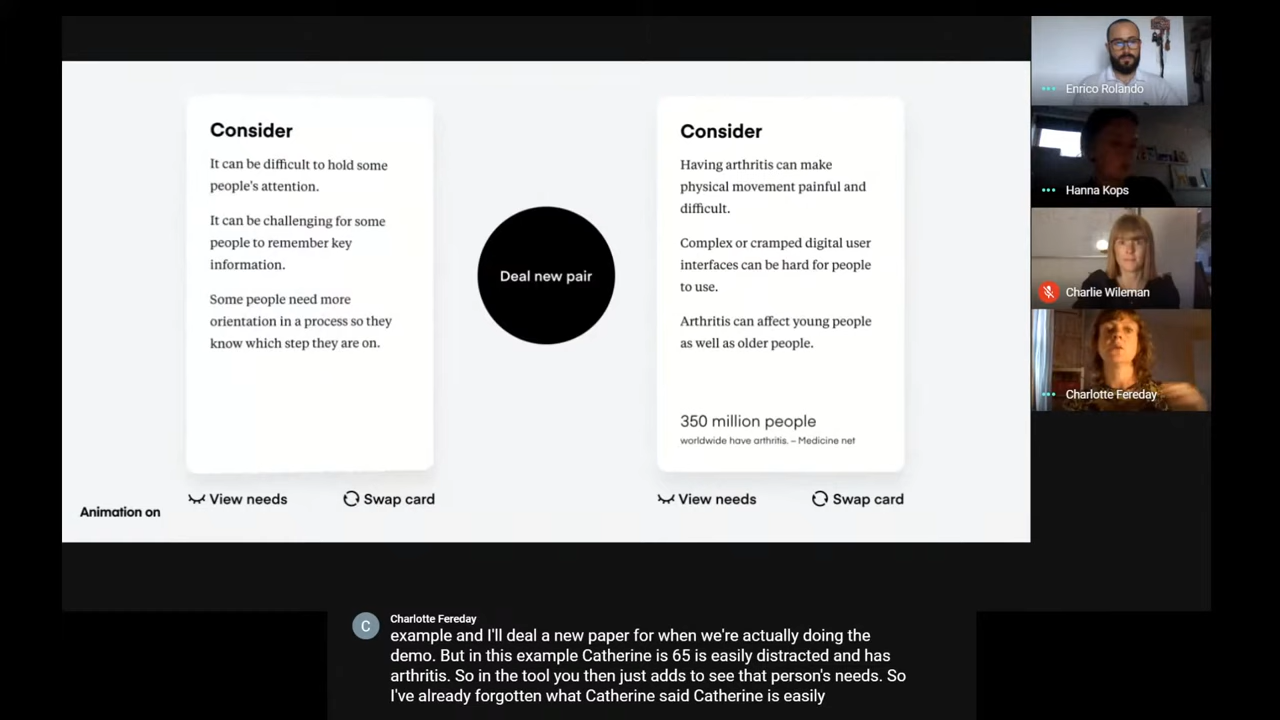 Consider
It can be difficult to hold some
people's attention.
It can be challenging for some
people to remember key
information.
Some people need more
orientation in a process so they
know which step they are on.
View needs
Swap card
Animation on
Deal new pair
Consider
Having arthritis can make
physical movement painful and
difficult.
Complex or cramped digital user
interfaces can be hard for people
to use.
Arthritis can affect young people
as well as older people.
350 million people
worldwide have arthritis. – Medicine net
View needs
Swap card
Enrico Rolando
Hanna Kops
Charlie Wileman
Charlotte Fereday
C
Charlotte Fereday
example and I'll deal a new paper for when we're actually doing the
demo. But in this example Catherine is 65 is easily distracted and has
arthritis. So in the tool you then just adds to see that person's needs. So
I've already forgotten what Catherine said Catherine is easily